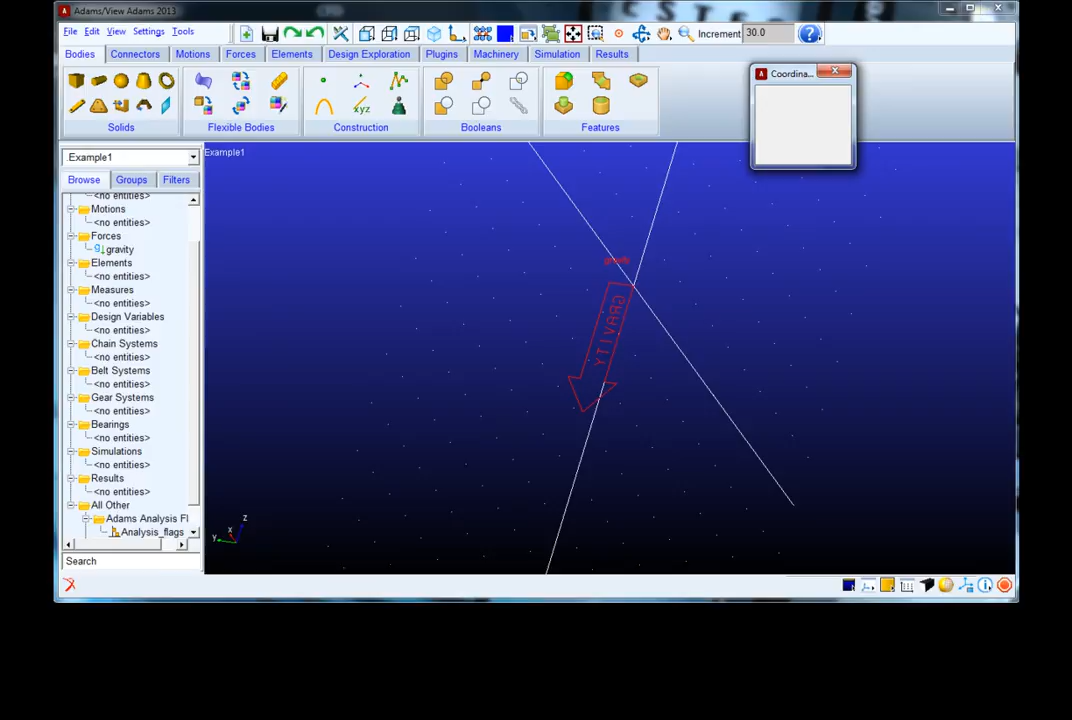 Adams/View Adams 2013
File Edit View Settings Tools
Increment 30.0
Bodies Connectors Motions Forces Elements Design Exploration Plugins Machinery Simulation Results
Coordina...
Solids Flexible Bodies Construction Booleans Features
.Example1
Example1
Browse Groups Filters
<no entities>
Motions
<no entities>
Forces
gravity
Elements
<no entities>
Measures
<no entities>
Design Variables
<no entities>
Chain Systems
<no entities>
Belt Systems
<no entities>
Gear Systems
<no entities>
Bearings
<no entities>
Simulations
<no entities>
Results
<no entities>
All Other
Adams Analysis Fl
Analysis_flags
Search
gravity
GRAVITY
z
x
y